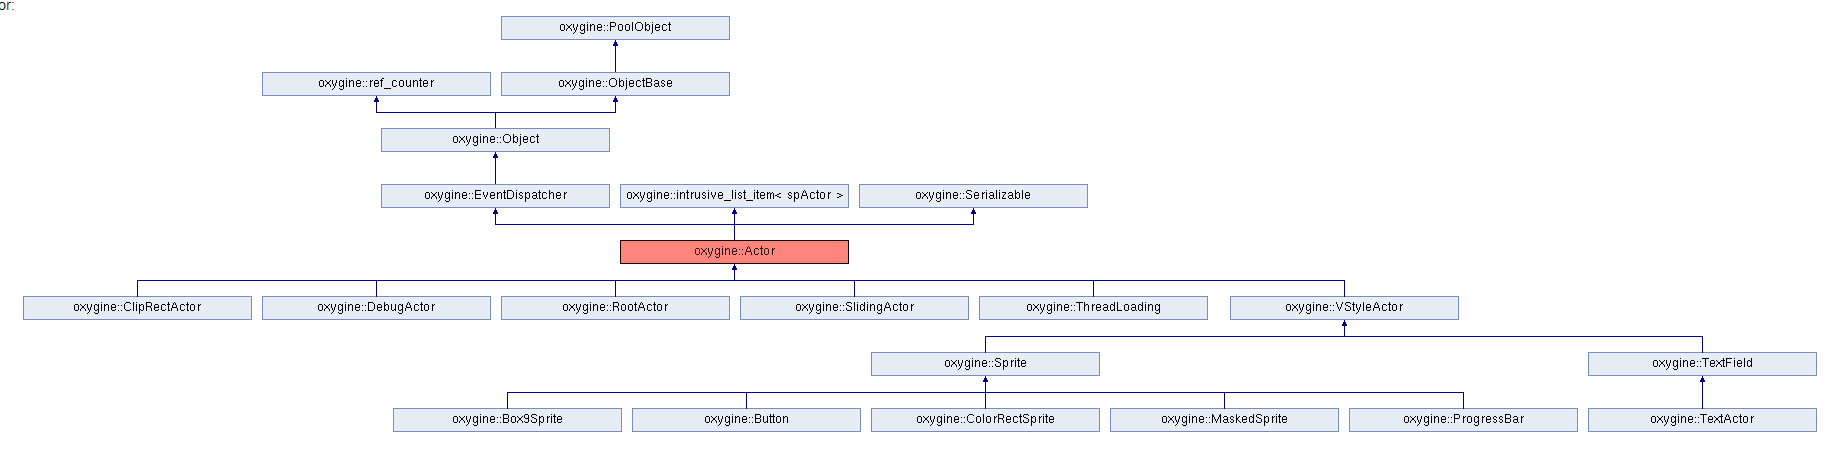 or:
oxygine::PoolObject
oxygine::ref_counter oxygine::ObjectBase
oxygine::Object
oxygine::EventDispatcher oxygine::intrusive_list_item< spActor > oxygine::Serializable
oxygine::Actor
oxygine::ClipRectActor oxygine::DebugActor oxygine::RootActor oxygine::SlidingActor oxygine::ThreadLoading oxygine::VStyleActor
oxygine::Sprite oxygine::TextField
oxygine::Box9Sprite oxygine::Button oxygine::ColorRectSprite oxygine::MaskedSprite oxygine::ProgressBar oxygine::TextActor